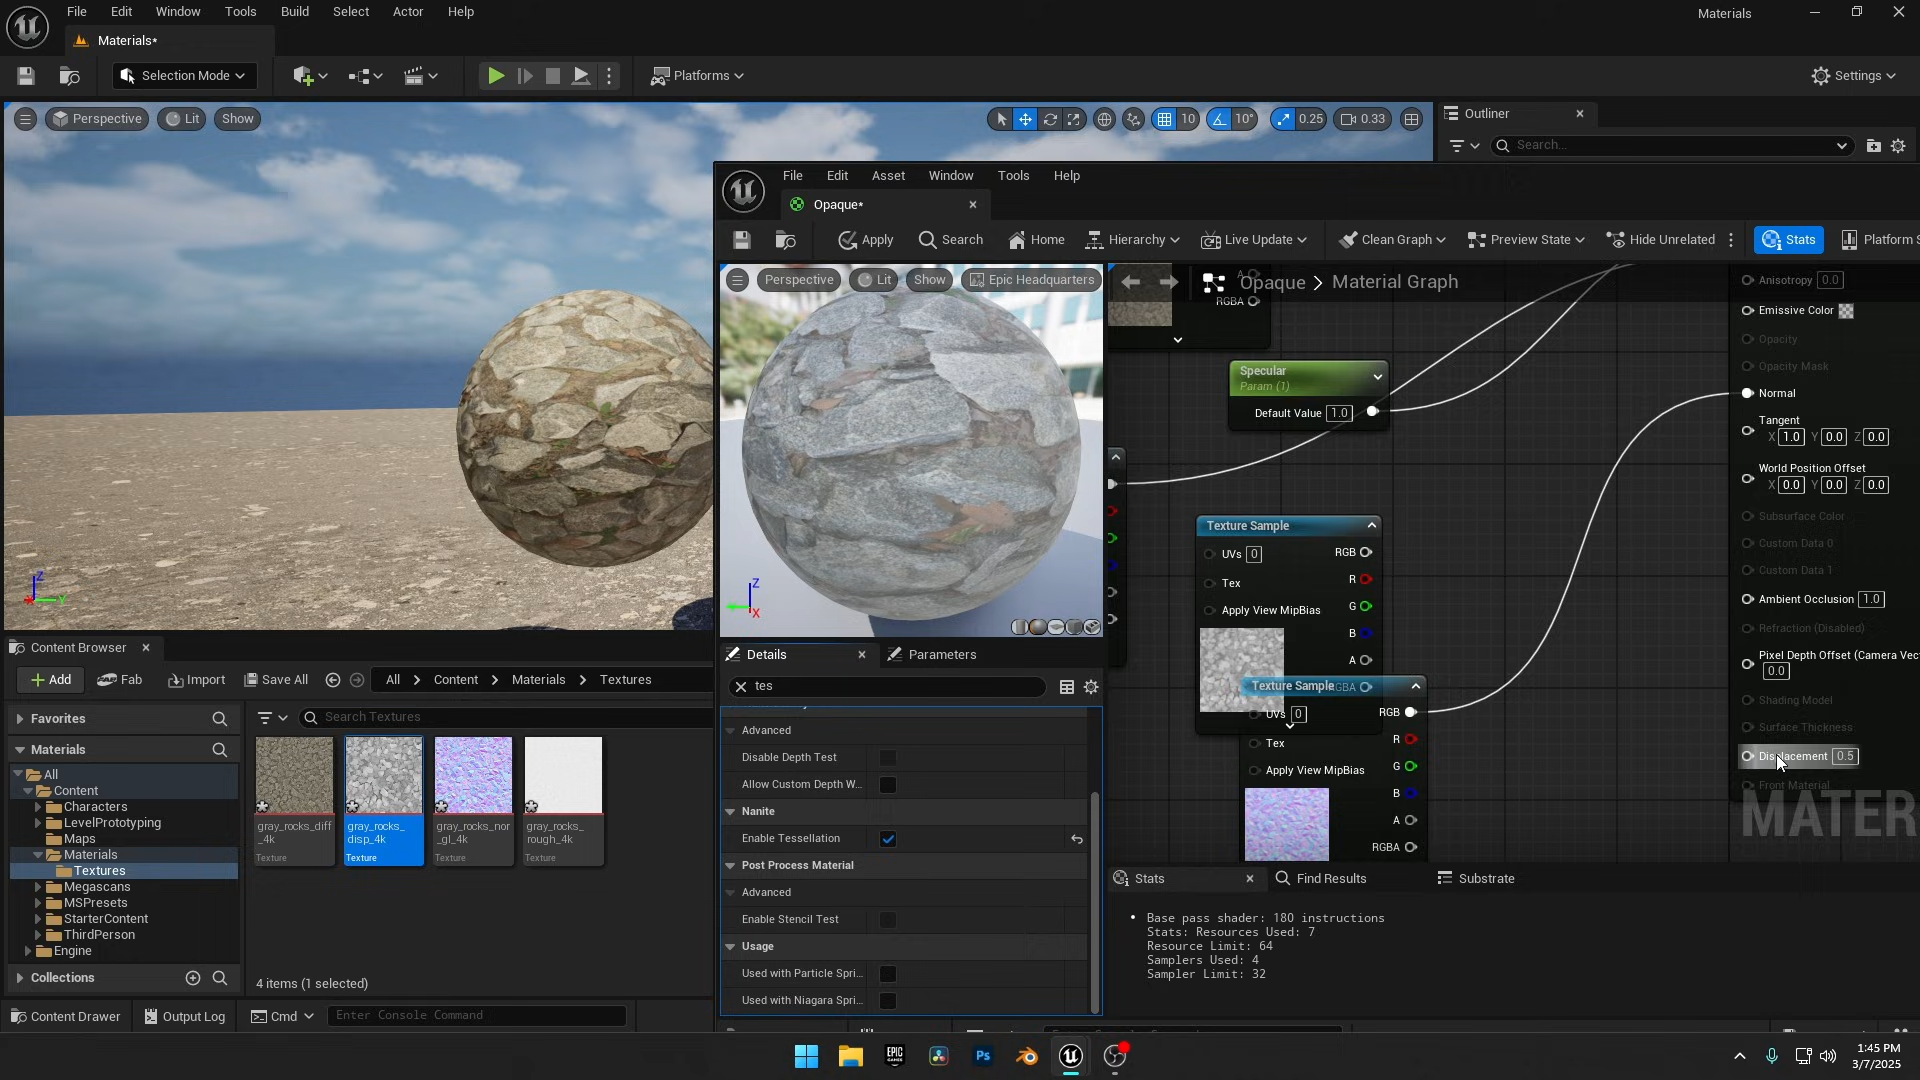 File Edit Window Tools Build Select Actor Help
Materials
Materials*
Selection Mode
Platforms
Settings
Perspective
Lit
Show
10
10°
0.25
0.33
Outliner
Search...
File Edit Asset Window Tools Help
Opaque*
Apply
Search
Home
Hierarchy
Live Update
Clean Graph
Preview State
Hide Unrelated
Stats
Platform S
Perspective
Lit
Show
Epic Headquarters
Opaque > Material Graph
A
RGBA
Anisotropy 0.0
Emissive Color
Opacity
Opacity Mask
Normal
Tangent
X 1.0 Y 0.0 Z 0.0
World Position Offset
X 0.0 Y 0.0 Z 0.0
Subsurface Color
Custom Data 0
Custom Data 1
Ambient Occlusion 1.0
Refraction (Disabled)
Pixel Depth Offset (Camera Vec
0.0
Shading Model
Surface Thickness
Displacement 0.5
Front Material
MATER
Specular
Param (1)
Default Value 1.0
Texture Sample
UVs 0 RGB
Tex R
Apply View MipBias G
B
A
RGBA
Texture Sample
UVs 0 RGB
Tex R
Apply View MipBias G
B
A
RGBA
Z
Y
X
Z
X
Details
Parameters
tes
Advanced
Disable Depth Test
Allow Custom Depth W...
Nanite
Enable Tessellation
Post Process Material
Advanced
Enable Stencil Test
Usage
Used with Particle Spri...
Used with Niagara Spri...
Stats
Find Results
Substrate
Base pass shader: 180 instructions
Stats: Resources Used: 7
Resource Limit: 64
Samplers Used: 4
Sampler Limit: 32
Content Browser
Add
Fab
Import
Save All
All > Content > Materials > Textures
Favorites
Search Textures
Materials
All
Content
Characters
LevelPrototyping
Maps
Materials
Textures
Megascans
MSPresets
StarterContent
ThirdPerson
Engine
Collections
gray_rocks_diff
_4k
Texture
gray_rocks_
disp_4k
Texture
gray_rocks_nor
_gl_4k
Texture
gray_rocks_
rough_4k
Texture
4 items (1 selected)
Content Drawer
Output Log
Cmd
Enter Console Command
EPIC
GAMES
Ps
1:45 PM
3/7/2025